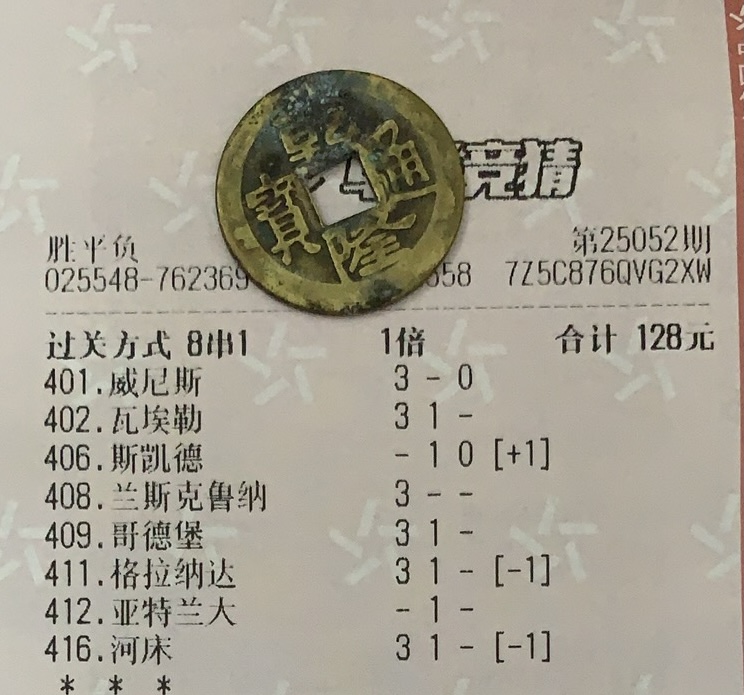 竞猜
乾隆通寶
胜平负 第25052期
025548-762369 658 7Z5C876QVG2XW
过关方式 8串1 1倍 合计 128元
401.威尼斯 3 - 0
402.瓦埃勒 3 1 -
406.斯凯德 - 1 0 [+1]
408.兰斯克鲁纳 3 - -
409.哥德堡 3 1 -
411.格拉纳达 3 1 - [-1]
412.亚特兰大 - 1 -
416.河床 3 1 - [-1]
* * *